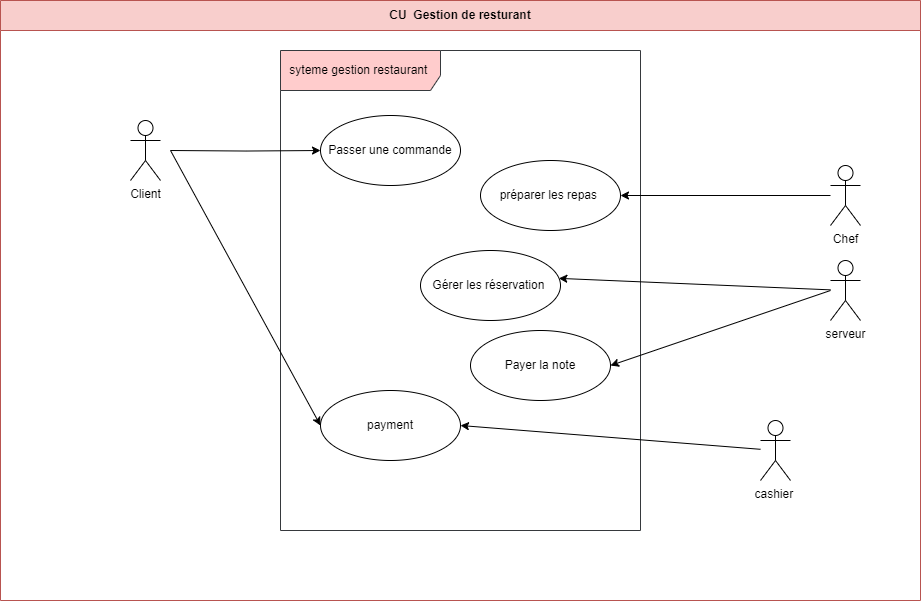 CU Gestion de resturant
syteme gestion restaurant
Passer une commande
Client
préparer les repas
Chef
Gérer les réservation
serveur
Payer la note
payment
cashier